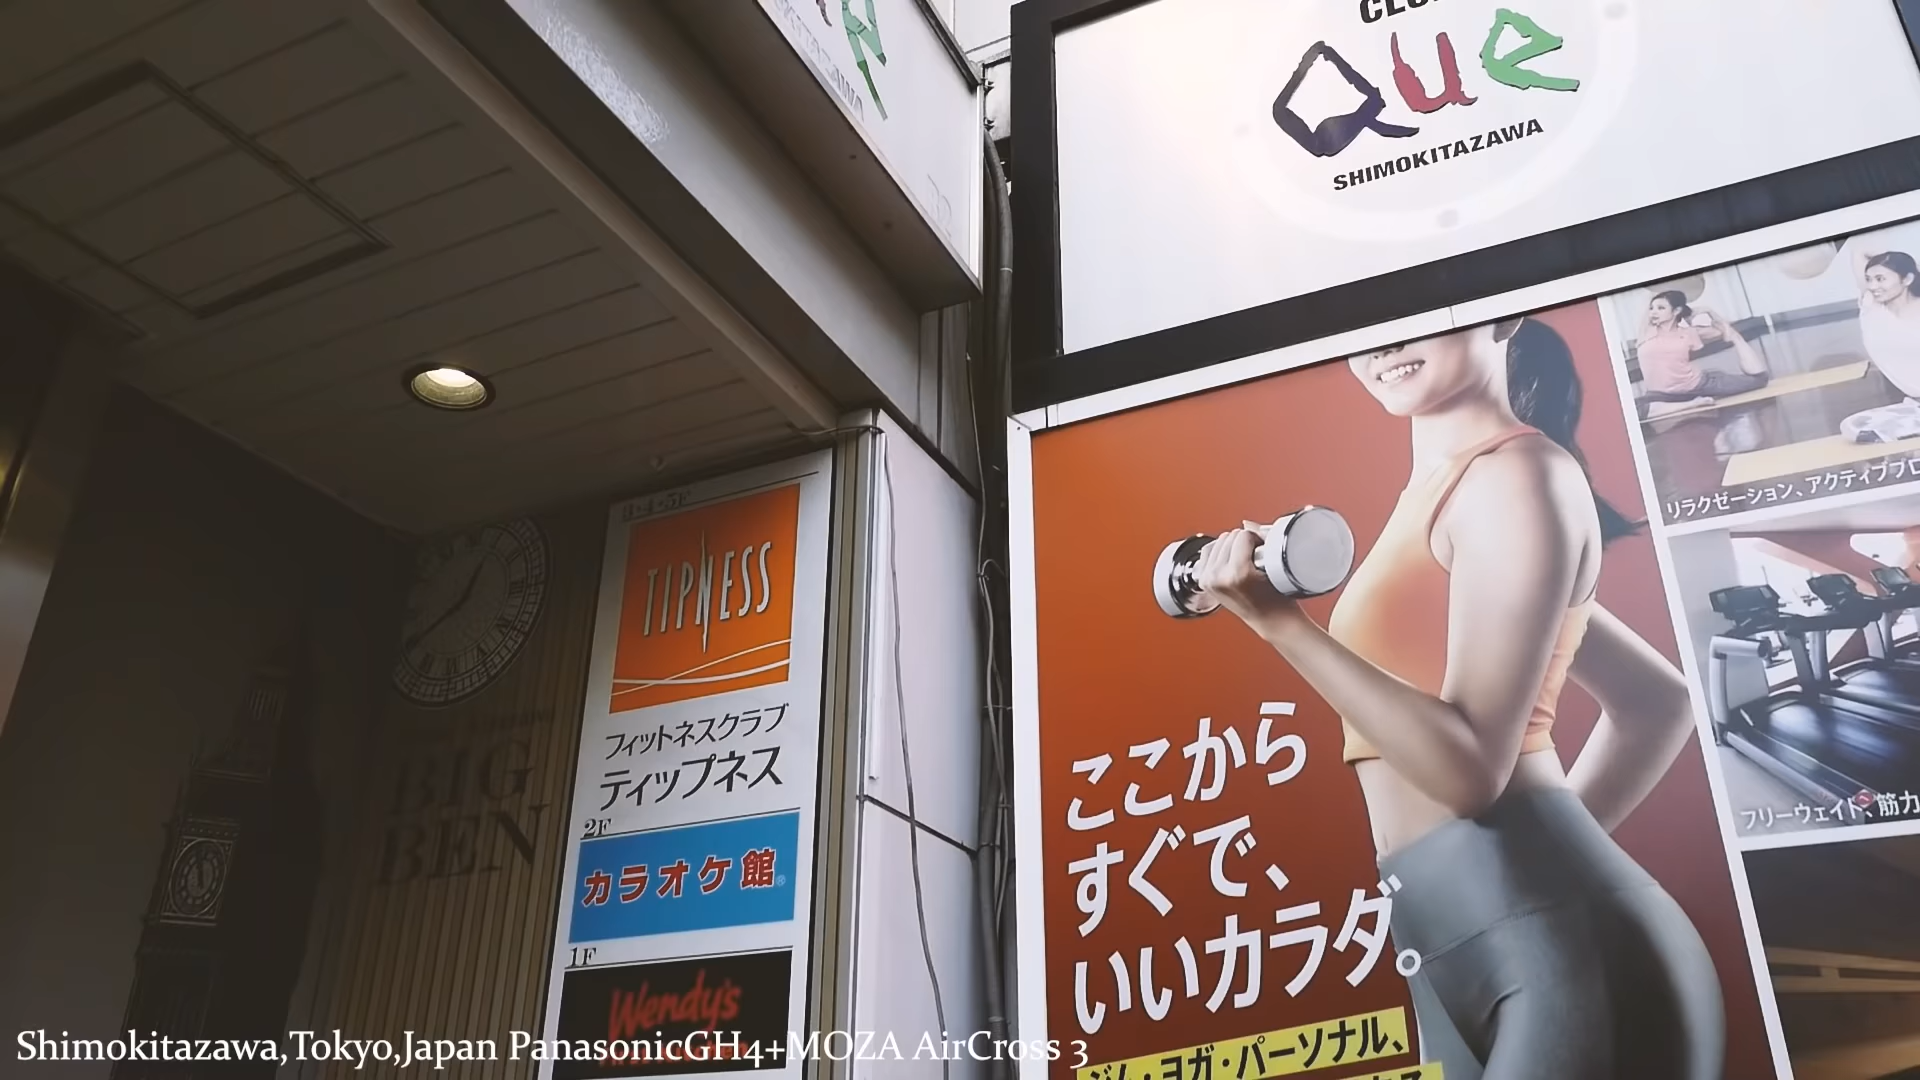 CLUB
Que
SHIMOKITAZAWA
3・4・5F
TIPNESS
フィットネスクラブ
ティップネス
2F
カラオケ館
1F
Wendy's
BIG
BEN
ここから
すぐで、
いいカラダ。
ジム・ヨガ・パーソナル、
リラクゼーション、アクティブプロ
フリーウェイト、筋力
Shimokitazawa,Tokyo,Japan PanasonicGH4+MOZA AirCross 3